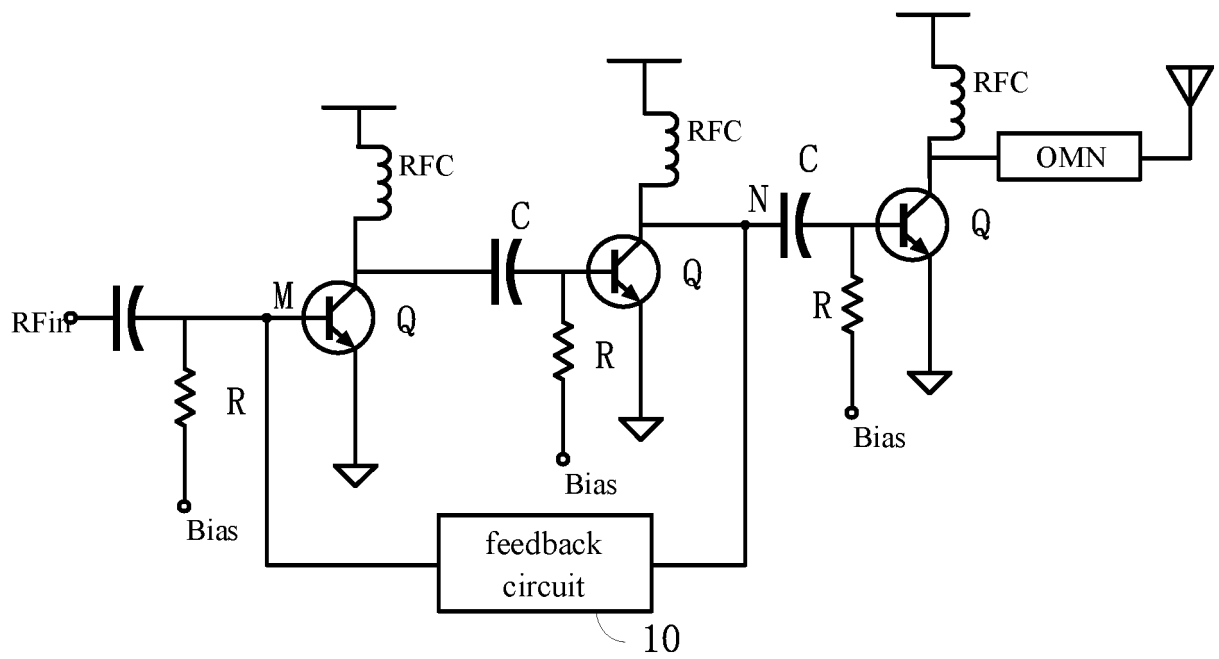 RFC
C
OMN
RFC
N
Q
RFC
C
Q
R
Bias
M
Q
R
Bias
RFin
R
Bias
feedback
circuit
10